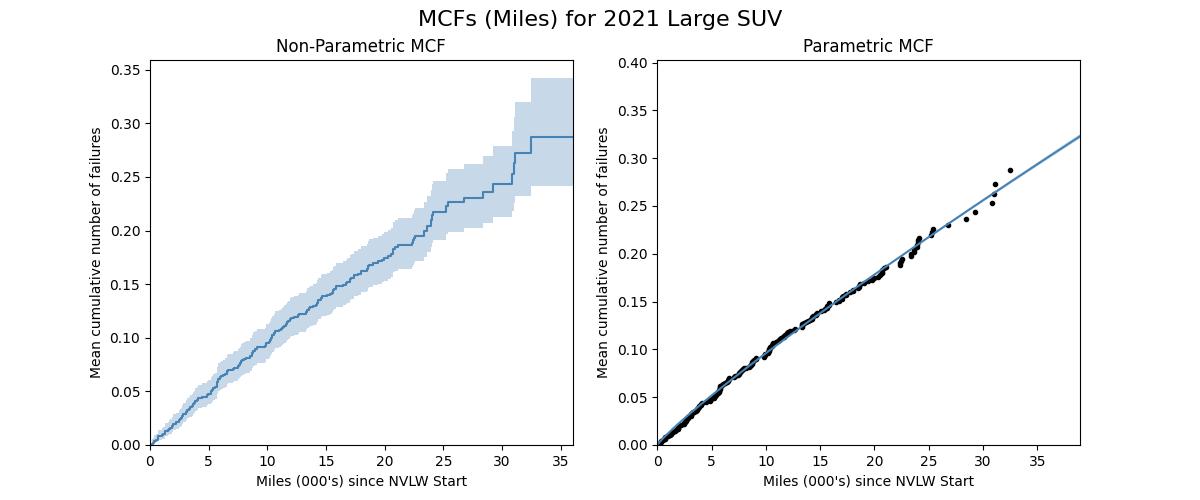 MCFs (Miles) for 2021 Large SUV
Non-Parametric MCF
Mean cumulative number of failures
0.35
0.30
0.25
0.20
0.15
0.10
0.05
0.00
0 5 10 15 20 25 30 35
Miles (000's) since NVLW Start
Parametric MCF
Mean cumulative number of failures
0.40
0.35
0.30
0.25
0.20
0.15
0.10
0.05
0.00
0 5 10 15 20 25 30 35
Miles (000's) since NVLW Start